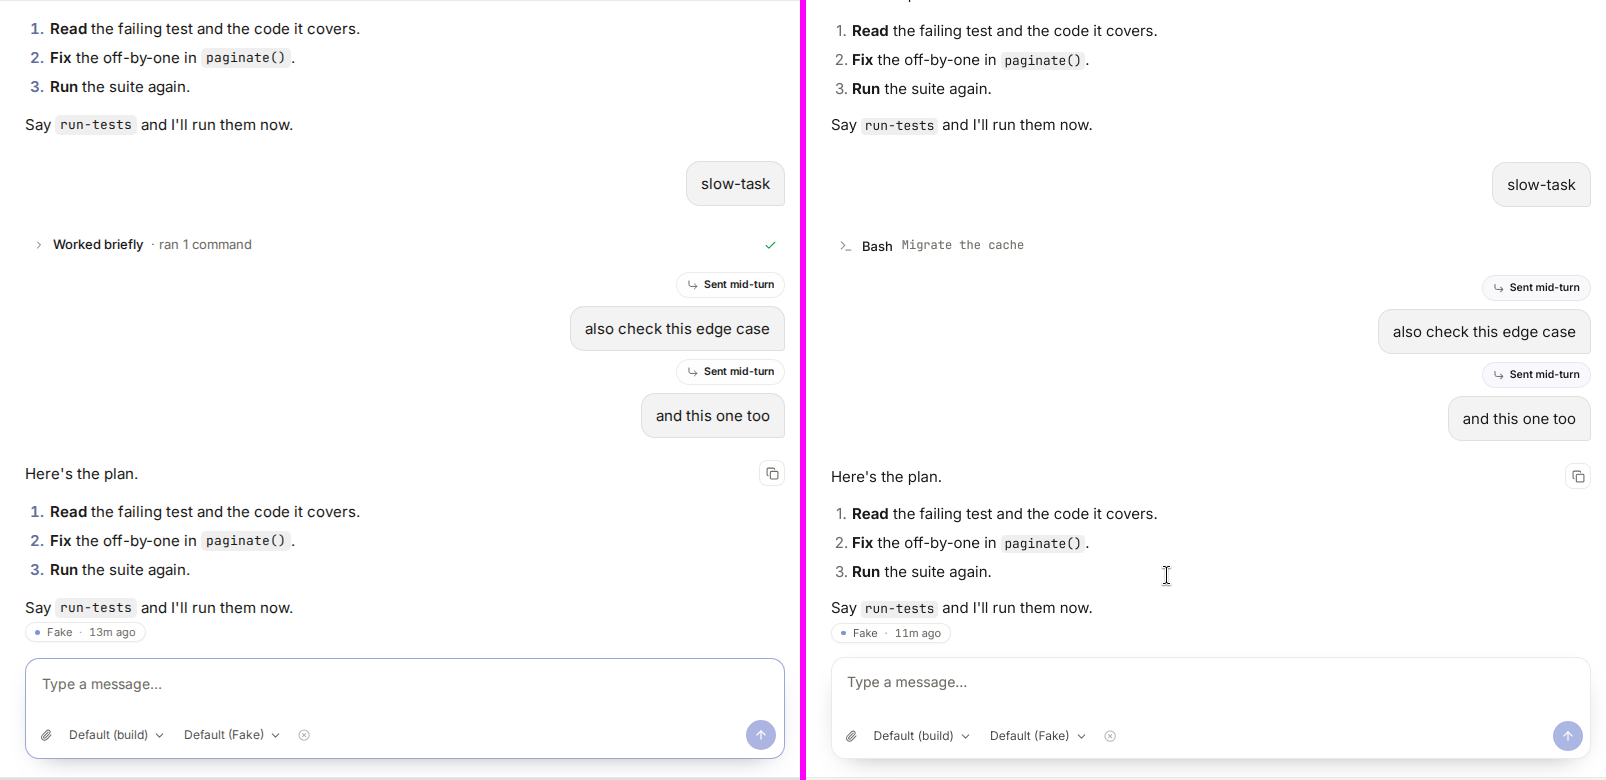 1. Read the failing test and the code it covers.
2. Fix the off-by-one in paginate().
3. Run the suite again.
Say run-tests and I'll run them now.
slow-task
Worked briefly · ran 1 command
Sent mid-turn
also check this edge case
Sent mid-turn
and this one too
Here's the plan.
1. Read the failing test and the code it covers.
2. Fix the off-by-one in paginate().
3. Run the suite again.
Say run-tests and I'll run them now.
Fake · 13m ago
Type a message...
Default (build) Default (Fake)
1. Read the failing test and the code it covers.
2. Fix the off-by-one in paginate().
3. Run the suite again.
Say run-tests and I'll run them now.
slow-task
Bash Migrate the cache
Sent mid-turn
also check this edge case
Sent mid-turn
and this one too
Here's the plan.
1. Read the failing test and the code it covers.
2. Fix the off-by-one in paginate().
3. Run the suite again.
Say run-tests and I'll run them now.
Fake · 11m ago
Type a message...
Default (build) Default (Fake)